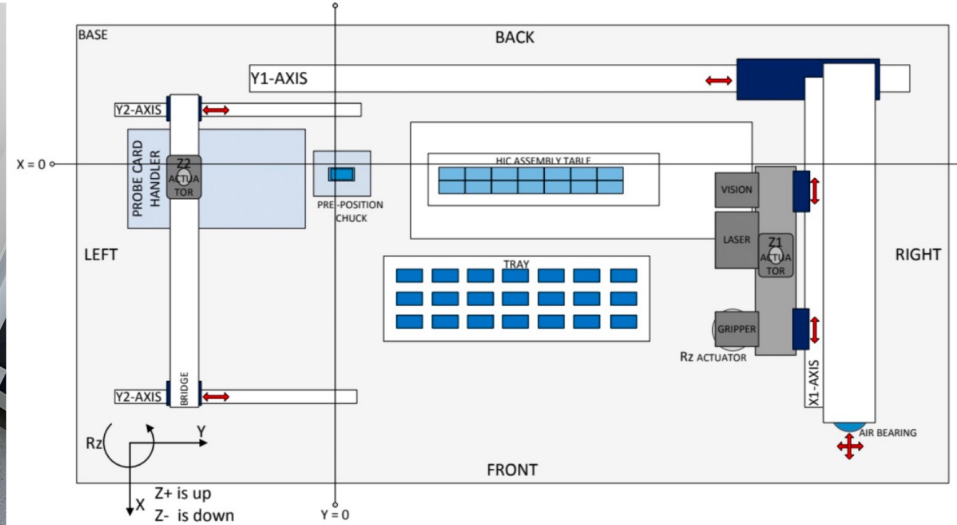 BASE
BACK
Y1-AXIS
Y2-AXIS
X = 0
PROBE CARD
HANDLER
Z2
ACTUA
TOR
PRE-POSITION
CHUCK
HIC ASSEMBLY TABLE
VISION
LASER
Z1
ACTUA
TOR
LEFT
RIGHT
TRAY
GRIPPER
Rz ACTUATOR
X1-AXIS
Y2-AXIS
BRIDGE
AIR BEARING
Rz
Y
X
Z+ is up
Z- is down
FRONT
Y = 0